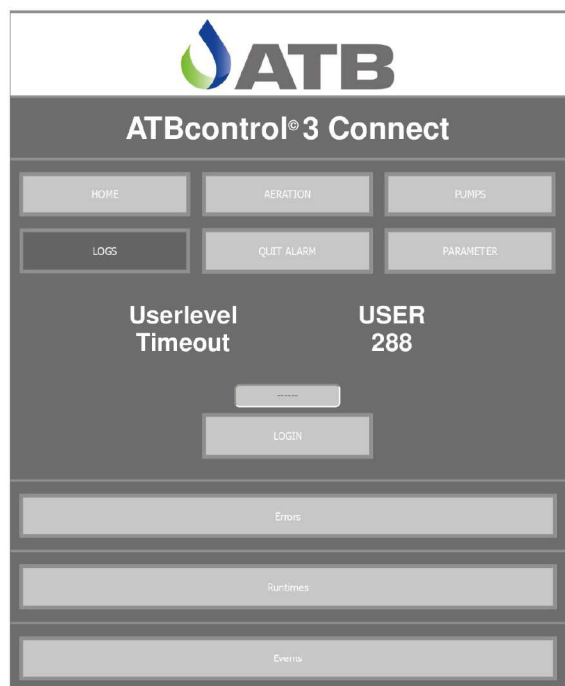 ATB
ATBcontrol©3 Connect
HOME AERATION PUMPS
LOGS QUIT ALARM PARAMETER
Userlevel USER
Timeout 288
------
LOGIN
Errors
Runtimes
Events